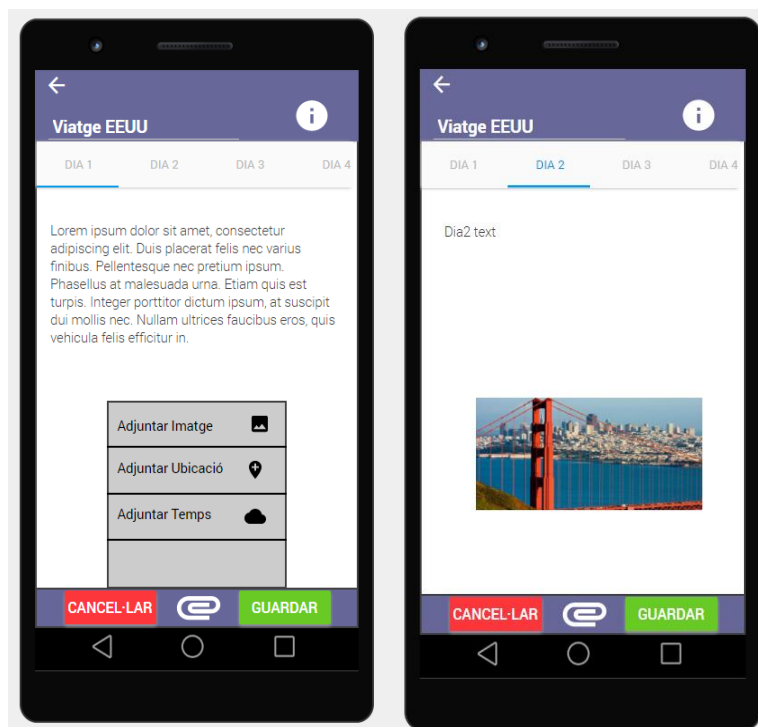 Viatge EEUU
DIA 1 DIA 2 DIA 3 DIA 4
Lorem ipsum dolor sit amet, consectetur
adipiscing elit. Duis placerat felis nec varius
finibus. Pellentesque nec pretium ipsum.
Phasellus at malesuada urna. Etiam quis est
turpis. Integer porttitor dictum ipsum, at suscipit
dui mollis nec. Nullam ultrices faucibus eros, quis
vehicula felis efficitur in.
Adjuntar Imatge
Adjuntar Ubicació
Adjuntar Temps
CANCEL·LAR GUARDAR
Viatge EEUU
DIA 1 DIA 2 DIA 3 DIA 4
Dia2 text
CANCEL·LAR GUARDAR